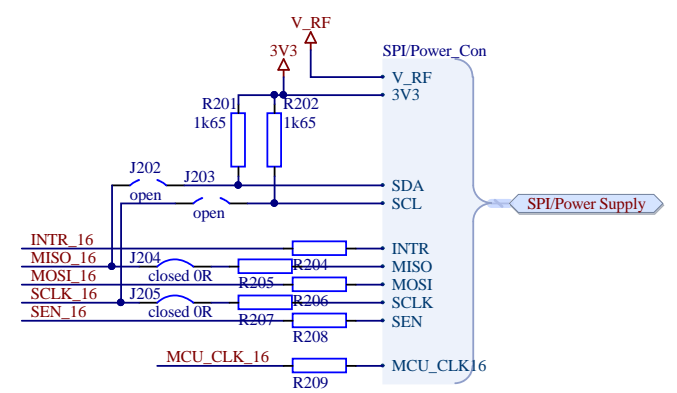 V_RF
3V3
SPI/Power_Con
V_RF
3V3
R201
1k65
R202
1k65
J202
open
J203
open
SDA
SCL
SPI/Power Supply
INTR_16
R204
INTR
MISO_16
J204
closed 0R
R205
MISO
MOSI_16
R206
MOSI
SCLK_16
J205
closed 0R
R207
SCLK
SEN_16
R208
SEN
MCU_CLK_16
R209
MCU_CLK16